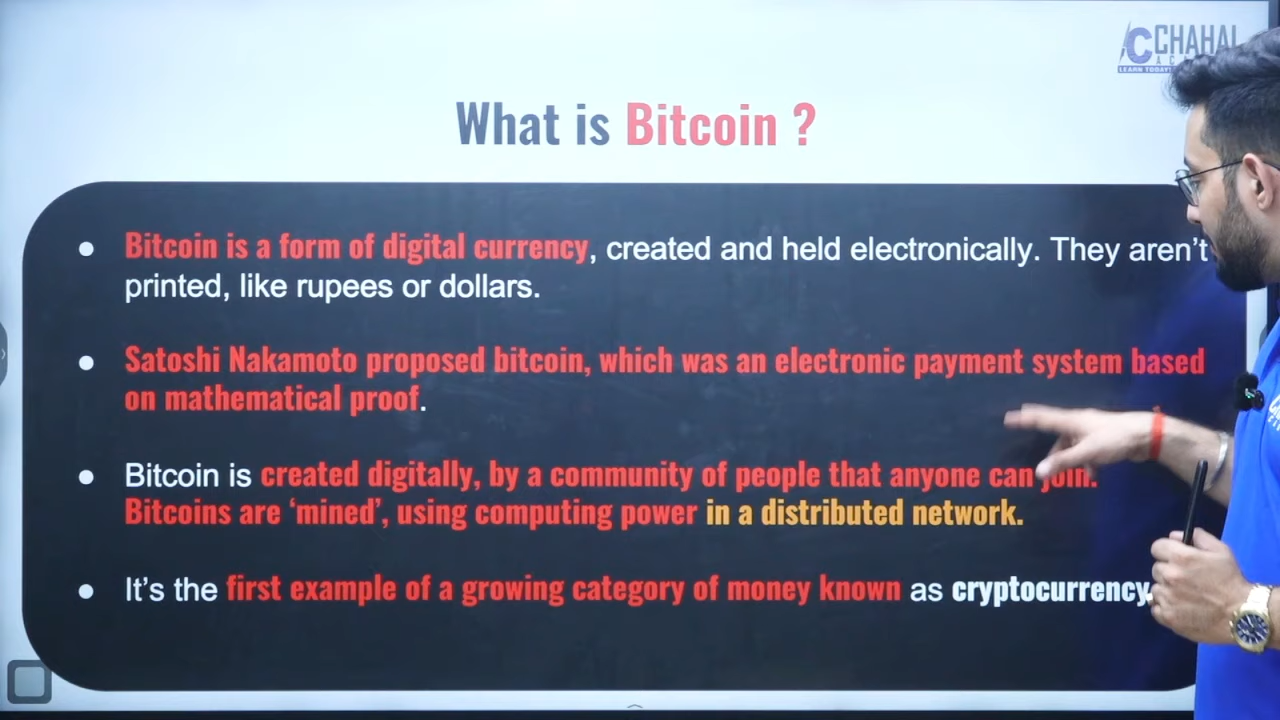 CHAHAL
LEARN TODAY
What is Bitcoin ?
● Bitcoin is a form of digital currency, created and held electronically. They aren't
printed, like rupees or dollars.
● Satoshi Nakamoto proposed bitcoin, which was an electronic payment system based
on mathematical proof.
● Bitcoin is created digitally, by a community of people that anyone can join.
Bitcoins are ‘mined’, using computing power in a distributed network.
● It’s the first example of a growing category of money known as cryptocurrency.